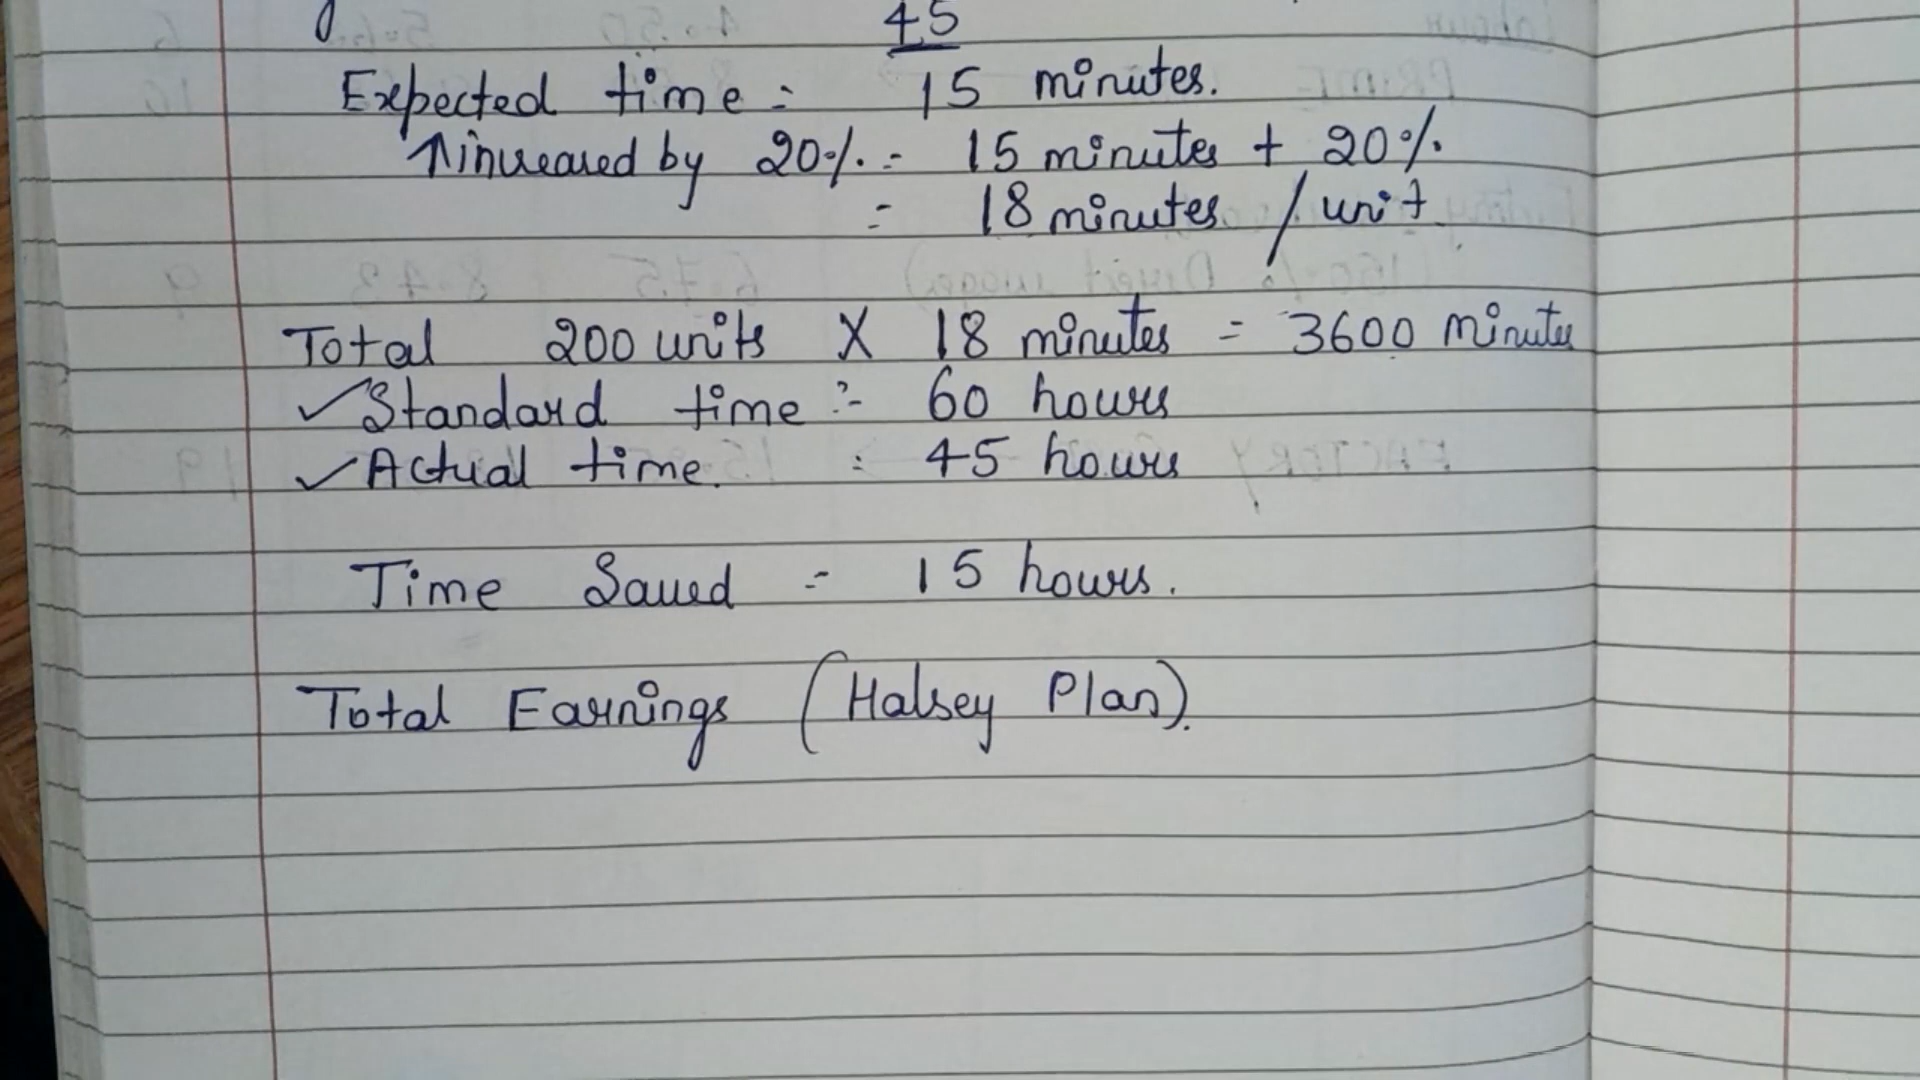 45
Expected time = 15 minutes.
↑increased by 20% = 15 minutes + 20%
= 18 minutes / unit
Total 200 units X 18 minutes = 3600 minutes
✓Standard time :- 60 hours
✓Actual time. : 45 hours
Time Saved = 15 hours.
Total Earnings (Halsey Plan).